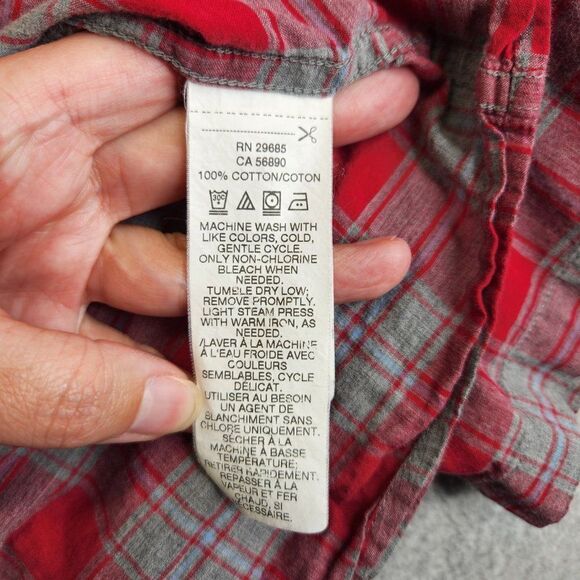 RN 29685
CA 56890
100% COTTON/COTON
30C
MACHINE WASH WITH
LIKE COLORS, COLD,
GENTLE CYCLE.
ONLY NON-CHLORINE
BLEACH WHEN
NEEDED.
TUMBLE DRY LOW;
REMOVE PROMPTLY.
LIGHT STEAM PRESS
WITH WARM IRON, AS
NEEDED.
/LAVER À LA MACHINE
À L'EAU FROIDE AVEC
COULEURS
SEMBLABLES, CYCLE
DÉLICAT.
UTILISER AU BESOIN
UN AGENT DE
BLANCHIMENT SANS
CHLORE UNIQUEMENT.
SÉCHER À LA
MACHINE À BASSE
TEMPÉRATURE;
RETIRER RAPIDEMENT.
REPASSER À LA
VAPEUR ET FER
CHAUD, SI
NÉCESSAIRE.